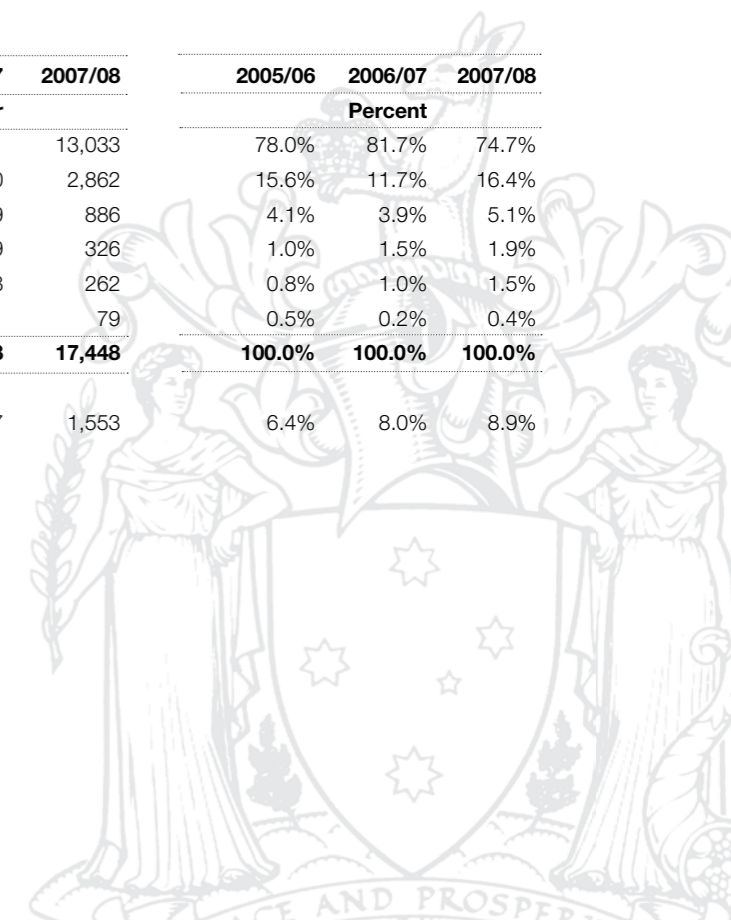 7 2007/08 2005/06 2006/07 2007/08
r Percent
13,033 78.0% 81.7% 74.7%
0 2,862 15.6% 11.7% 16.4%
9 886 4.1% 3.9% 5.1%
9 326 1.0% 1.5% 1.9%
3 262 0.8% 1.0% 1.5%
79 0.5% 0.2% 0.4%
3 17,448 100.0% 100.0% 100.0%
7 1,553 6.4% 8.0% 8.9%
AND PROSPER